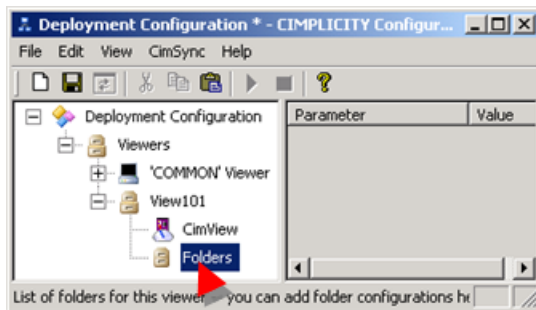 Deployment Configuration * - CIMPLICITY Configur...
File Edit View CimSync Help
Deployment Configuration
Parameter Value
Viewers
'COMMON' Viewer
View101
CimView
Folders
List of folders for this viewer you can add folder configurations